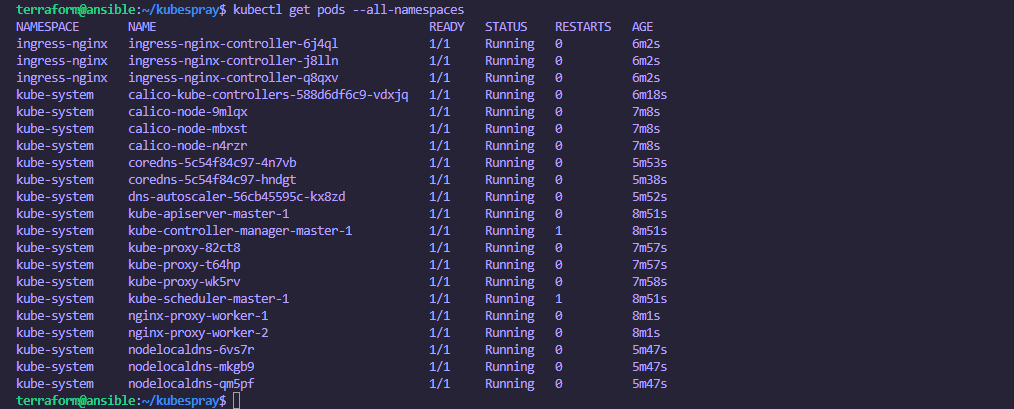 terraform@ansible:~/kubespray$ kubectl get pods --all-namespaces
NAMESPACE NAME READY STATUS RESTARTS AGE
ingress-nginx ingress-nginx-controller-6j4ql 1/1 Running 0 6m2s
ingress-nginx ingress-nginx-controller-j8lln 1/1 Running 0 6m2s
ingress-nginx ingress-nginx-controller-q8qxv 1/1 Running 0 6m2s
kube-system calico-kube-controllers-588d6df6c9-vdxjq 1/1 Running 0 6m18s
kube-system calico-node-9mlqx 1/1 Running 0 7m8s
kube-system calico-node-mbxst 1/1 Running 0 7m8s
kube-system calico-node-n4rzr 1/1 Running 0 7m8s
kube-system coredns-5c54f84c97-4n7vb 1/1 Running 0 5m53s
kube-system coredns-5c54f84c97-hndgt 1/1 Running 0 5m38s
kube-system dns-autoscaler-56cb45595c-kx8zd 1/1 Running 0 5m52s
kube-system kube-apiserver-master-1 1/1 Running 0 8m51s
kube-system kube-controller-manager-master-1 1/1 Running 1 8m51s
kube-system kube-proxy-82ct8 1/1 Running 0 7m57s
kube-system kube-proxy-t64hp 1/1 Running 0 7m57s
kube-system kube-proxy-wk5rv 1/1 Running 0 7m58s
kube-system kube-scheduler-master-1 1/1 Running 1 8m51s
kube-system nginx-proxy-worker-1 1/1 Running 0 8m1s
kube-system nginx-proxy-worker-2 1/1 Running 0 8m1s
kube-system nodelocaldns-6vs7r 1/1 Running 0 5m47s
kube-system nodelocaldns-mkgb9 1/1 Running 0 5m47s
kube-system nodelocaldns-qm5pf 1/1 Running 0 5m47s
terraform@ansible:~/kubespray$